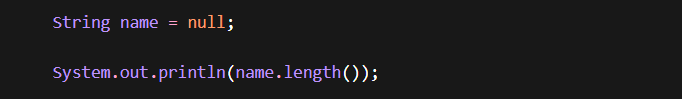 String name = null;
System.out.println(name.length());